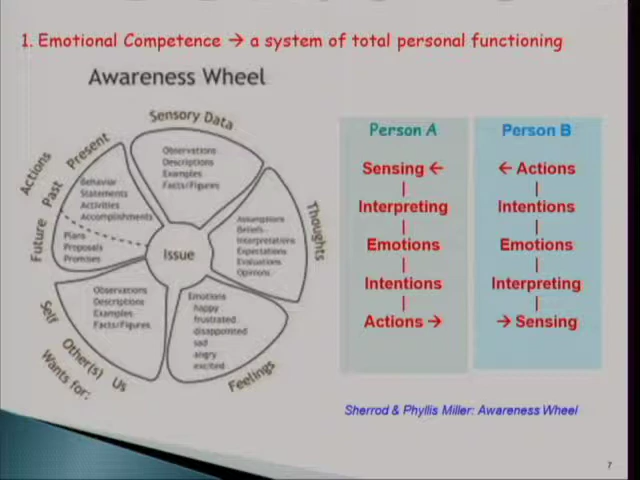 1. Emotional Competence → a system of total personal functioning
Awareness Wheel
Sensory Data
Observations
Descriptions
Examples
Facts/Figures
Thoughts
Assumptions
Beliefs
Interpretations
Expectations
Evaluations
Opinions
Feelings
Emotions
happy
frustrated
disappointed
sad
angry
excited
Wants for:
Self
Other(s)
Us
Observations
Descriptions
Examples
Facts/Figures
Actions
Future
Past
Present
Behavior
Statements
Activities
Accomplishments
Plans
Proposals
Promises
Issue
Person A
Sensing ←
|
Interpreting
|
Emotions
|
Intentions
|
Actions →
Person B
← Actions
|
Intentions
|
Emotions
|
Interpreting
|
→ Sensing
Sherrod & Phyllis Miller: Awareness Wheel
7